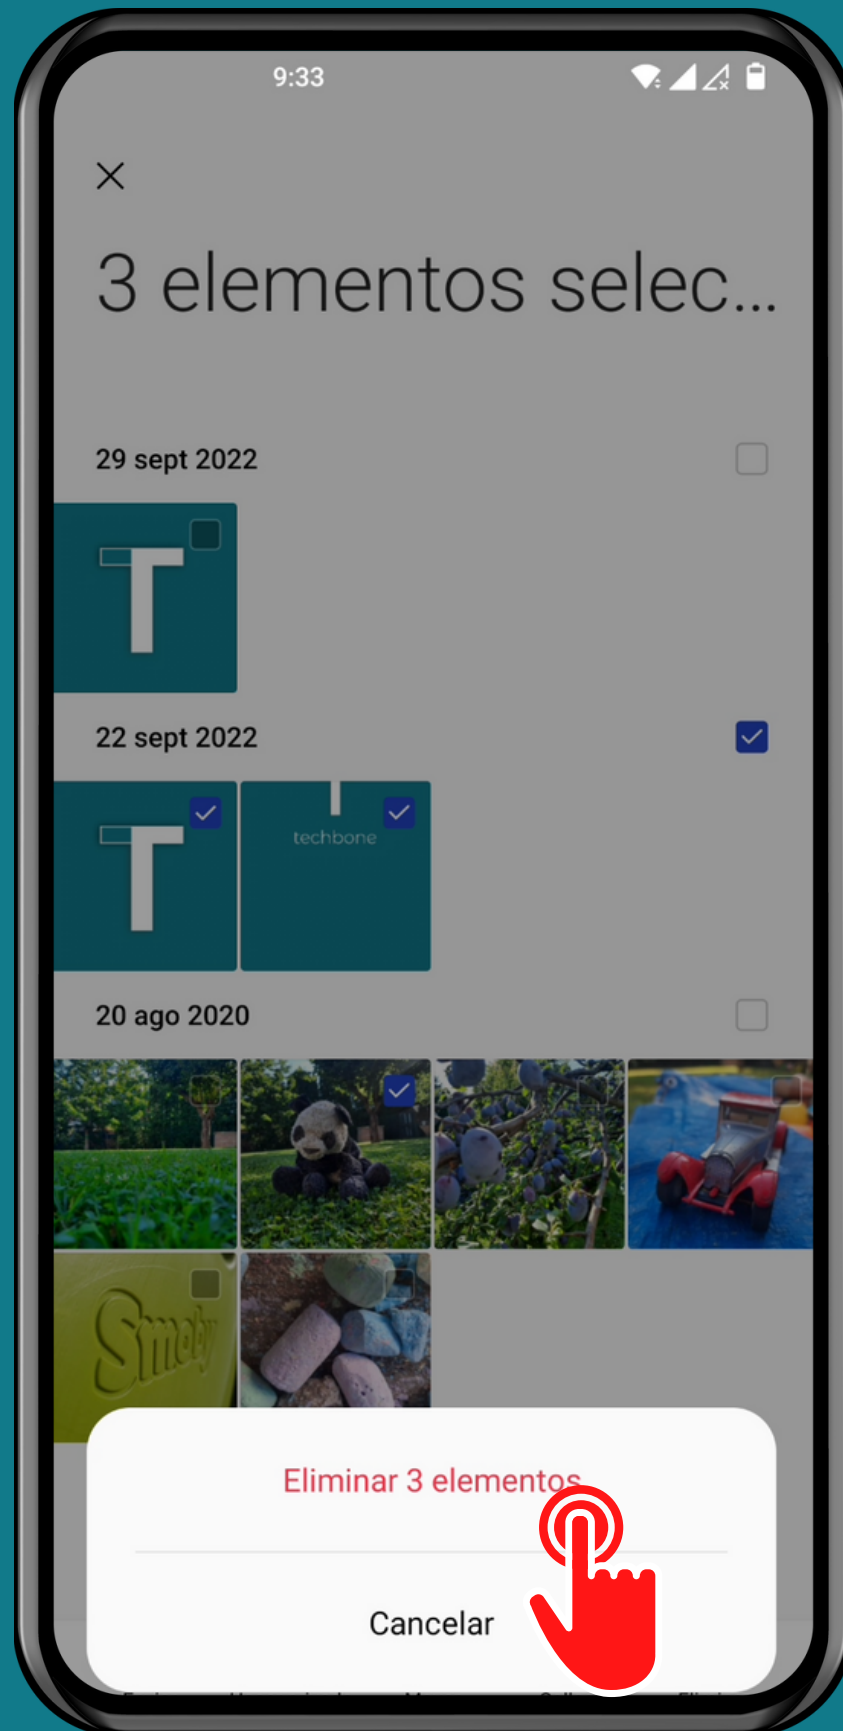 9:33
3 elementos selec...
29 sept 2022
T
22 sept 2022
T
techbone
20 ago 2020
Smoby
Eliminar 3 elementos
Cancelar